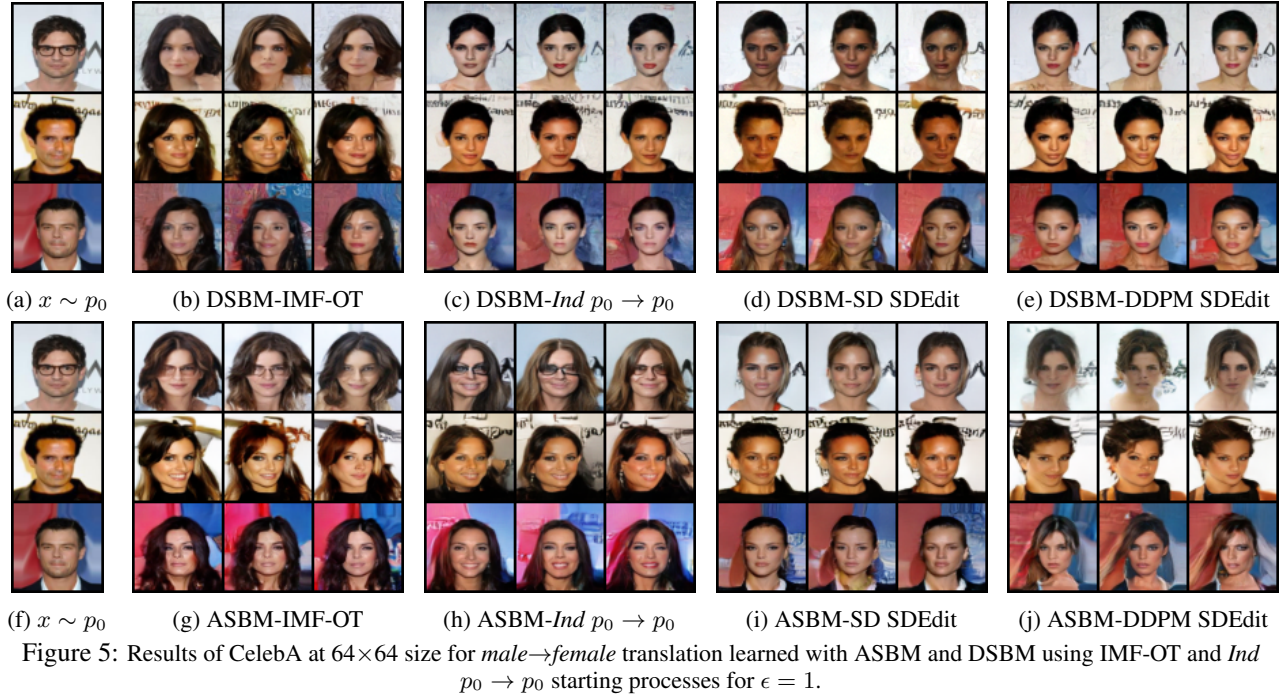 (a) x ∼ p₀ (b) DSBM-IMF-OT (c) DSBM-Ind p₀ → p₀ (d) DSBM-SD SDEdit (e) DSBM-DDPM SDEdit
(f) x ∼ p₀ (g) ASBM-IMF-OT (h) ASBM-Ind p₀ → p₀ (i) ASBM-SD SDEdit (j) ASBM-DDPM SDEdit
Figure 5: Results of CelebA at 64×64 size for male→female translation learned with ASBM and DSBM using IMF-OT and Ind
p₀ → p₀ starting processes for ϵ = 1.